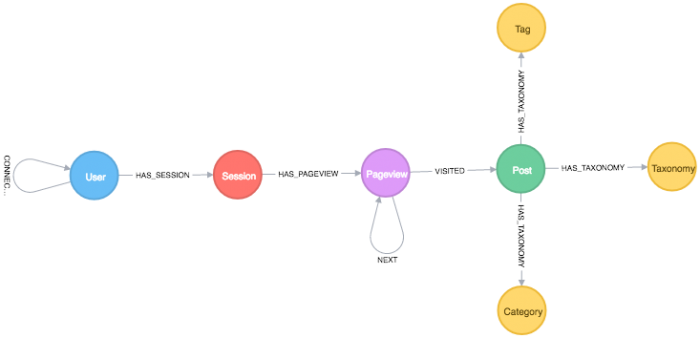 Tag
HAS_TAXONOMY
CONNEC...
User
HAS_SESSION
Session
HAS_PAGEVIEW
Pageview
VISITED
Post
HAS_TAXONOMY
Taxonomy
NEXT
HAS_TAXONOMY
Category